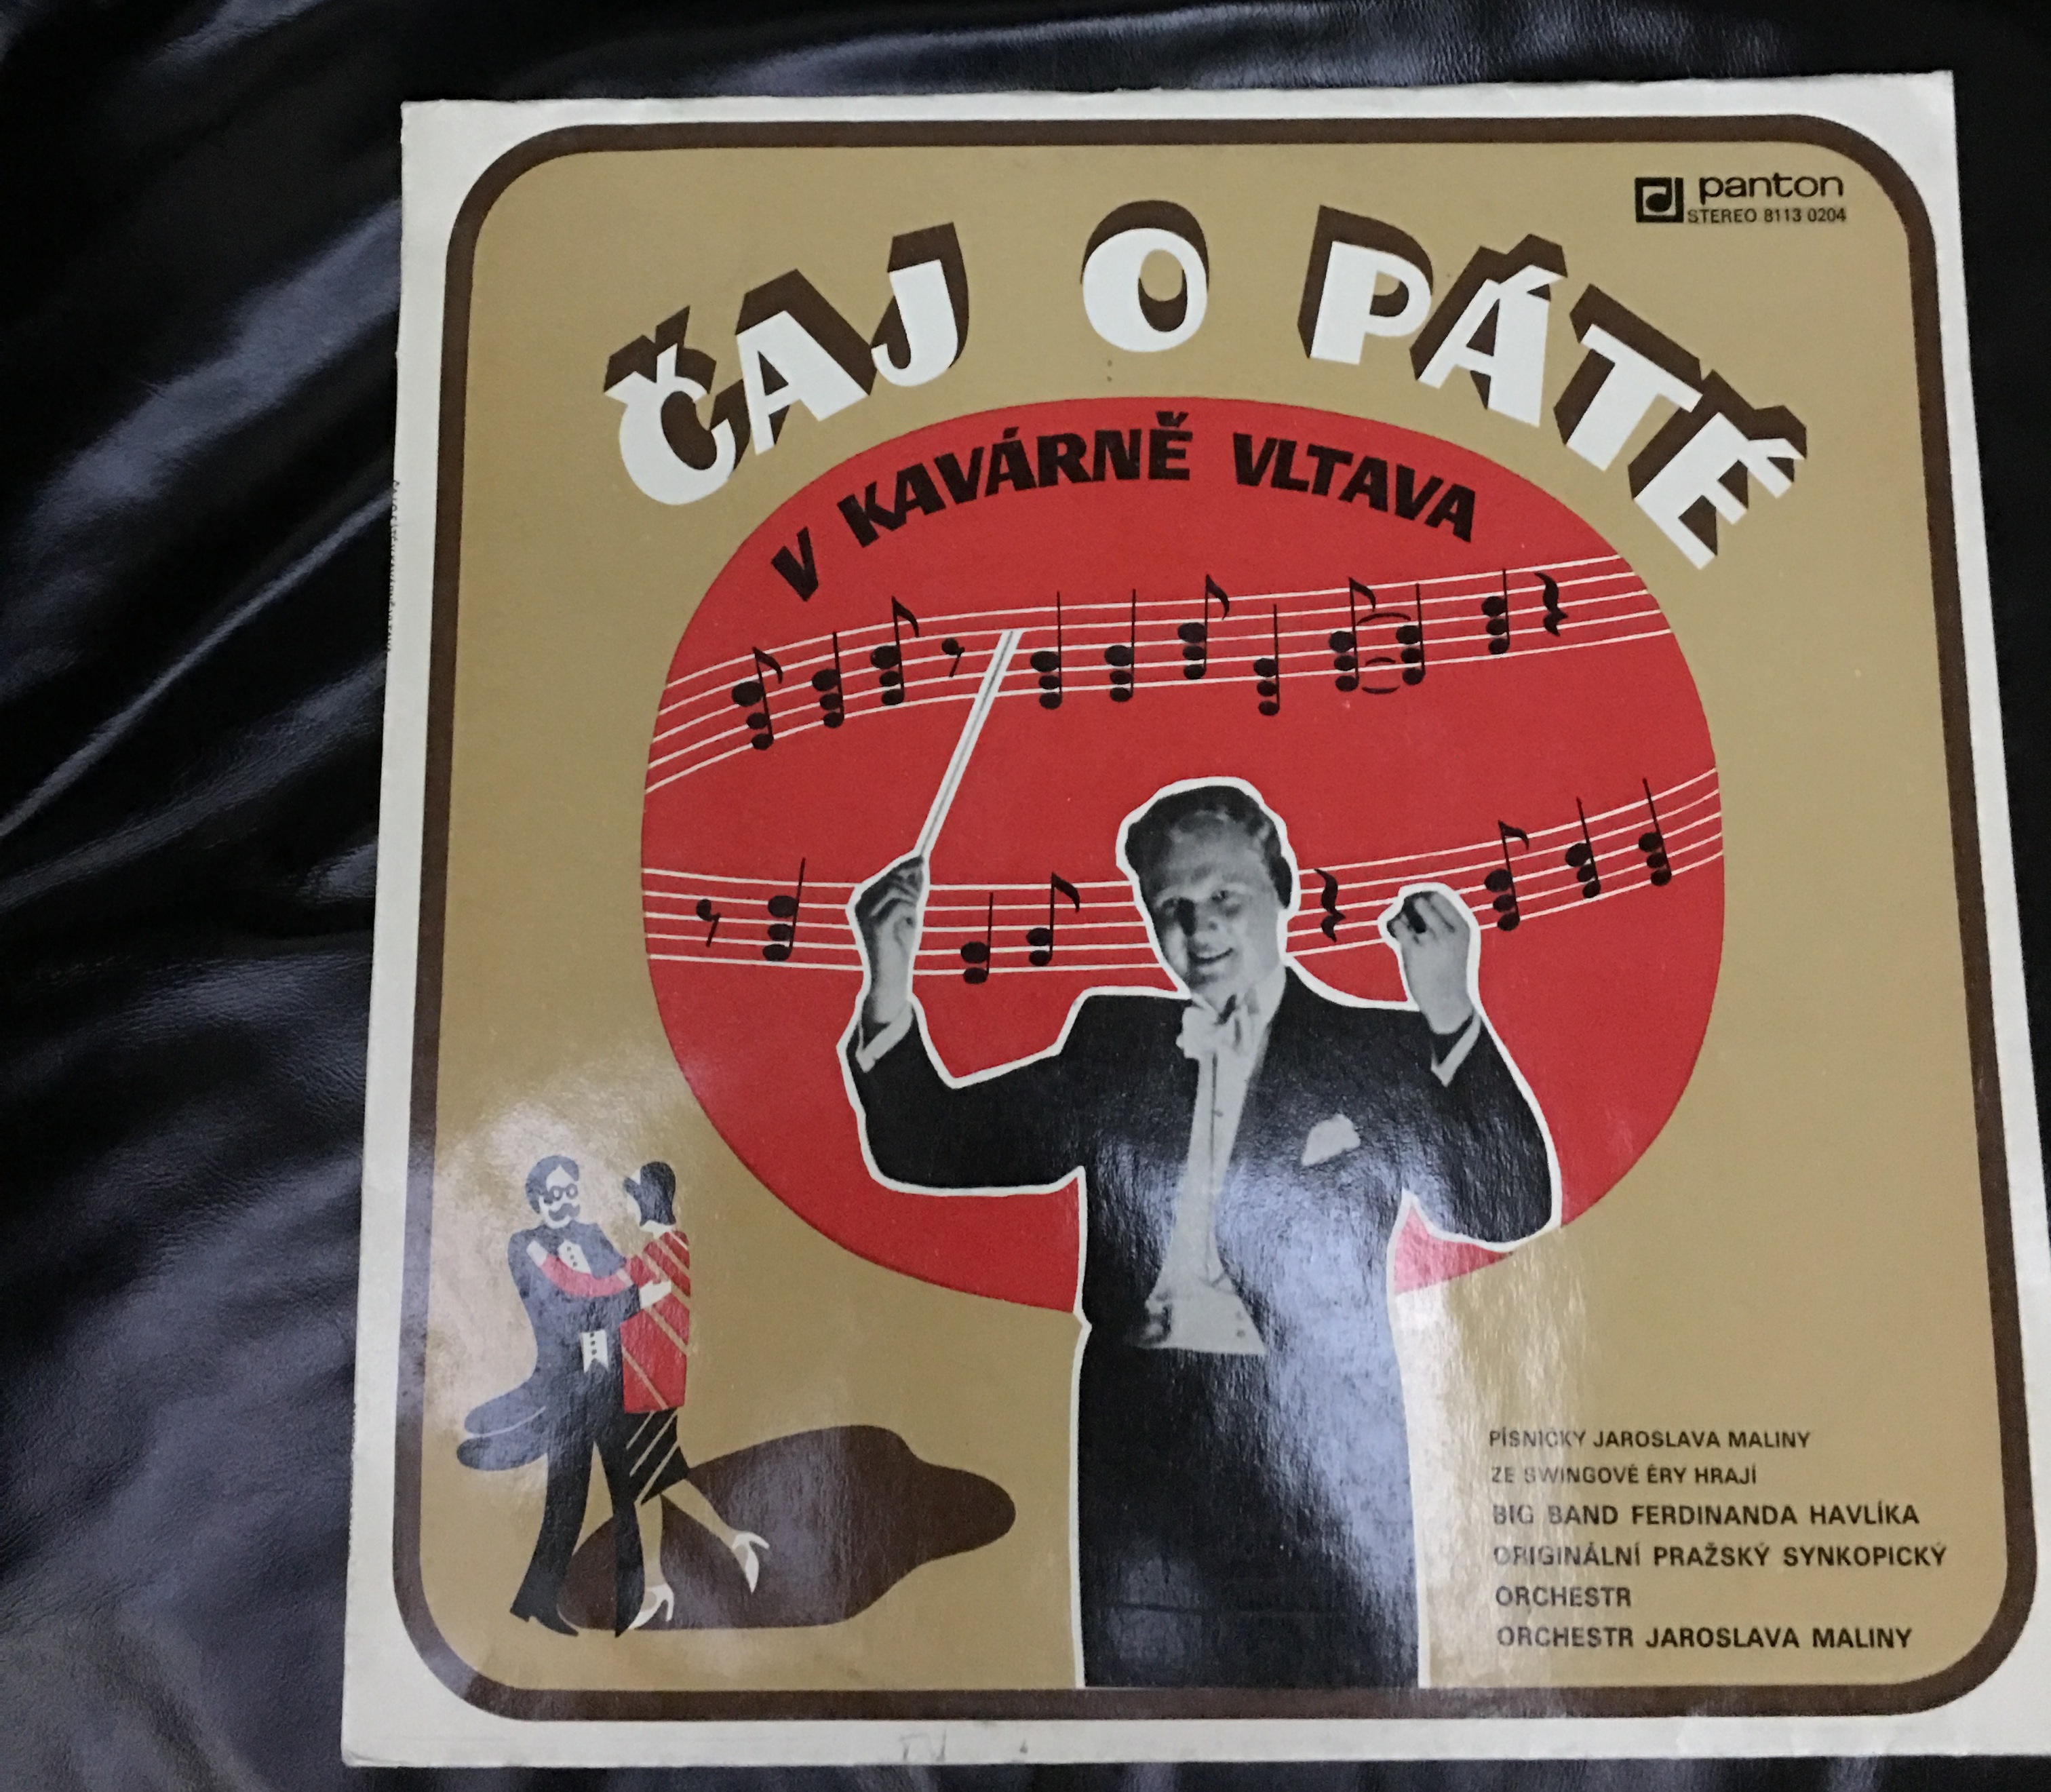 panton
STEREO 8113 0204
ČAJ O PÁTÉ
V KAVÁRNĚ VLTAVA
PÍSNIČKY JAROSLAVA MALINY
ZE SWINGOVÉ ÉRY HRAJÍ
BIG BAND FERDINANDA HAVLÍKA
ORIGINÁLNÍ PRAŽSKÝ SYNKOPICKÝ
ORCHESTR
ORCHESTR JAROSLAVA MALINY